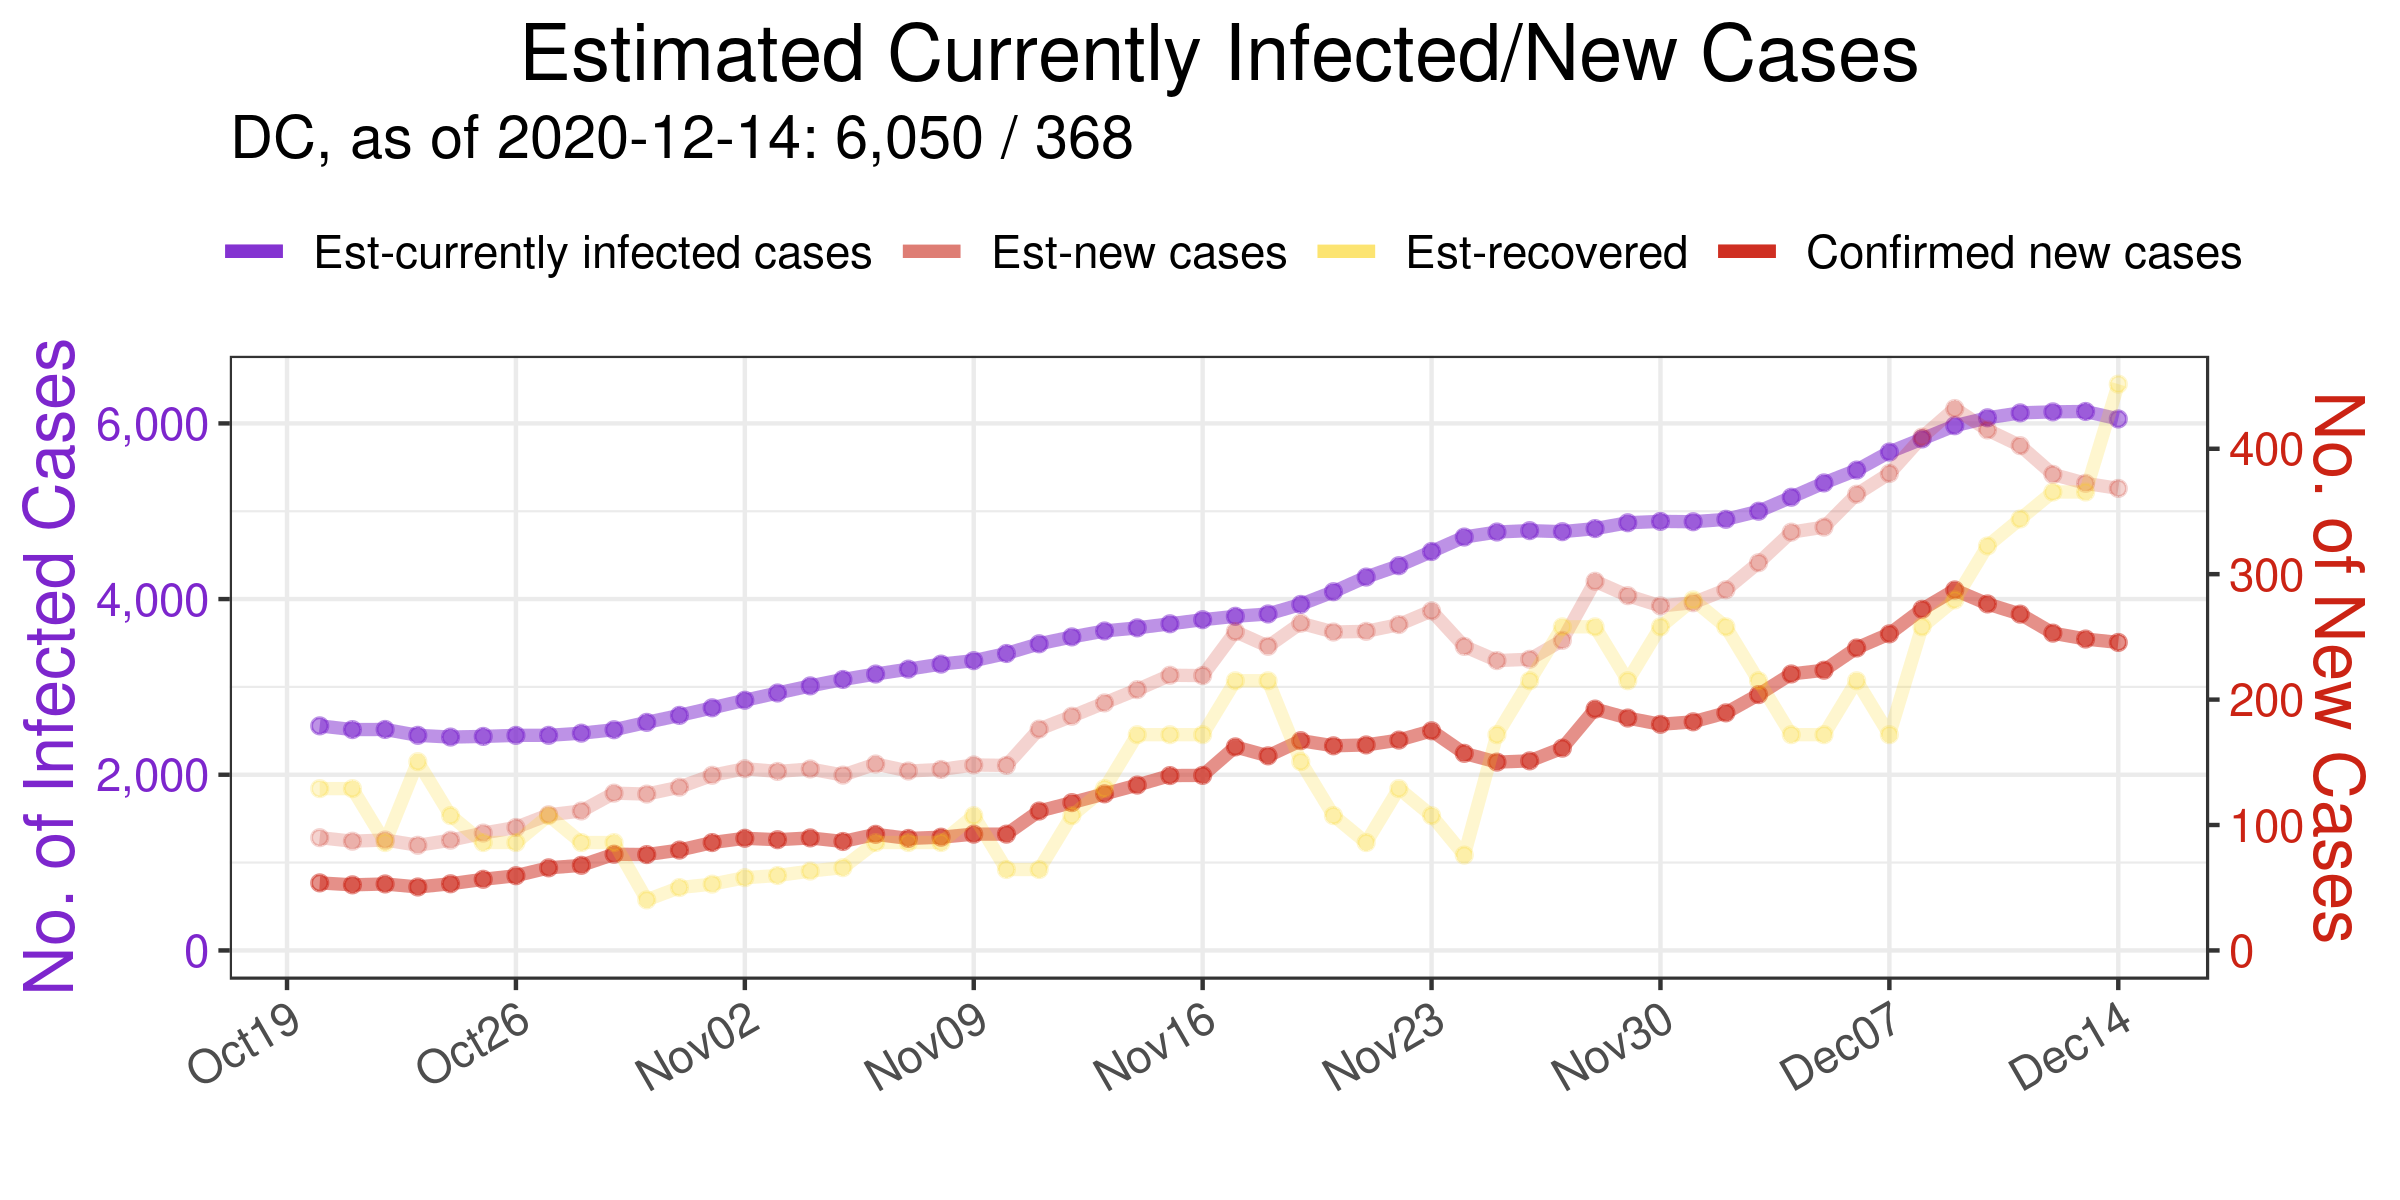 Estimated Currently Infected/New Cases
DC, as of 2020-12-14: 6,050 / 368
Est-currently infected cases Est-new cases Est-recovered Confirmed new cases
No. of Infected Cases
6,000
4,000
2,000
0
400
300
200
100
0
No. of New Cases
Oct19 Oct26 Nov02 Nov09 Nov16 Nov23 Nov30 Dec07 Dec14